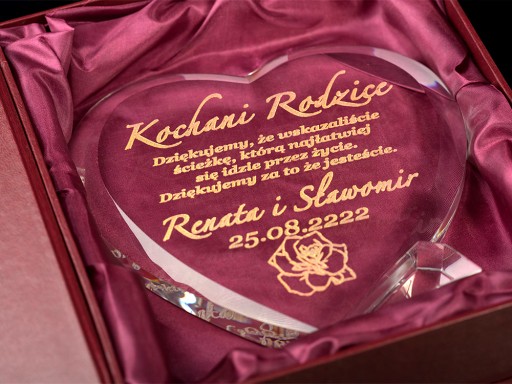 Kochani Rodzice
Dziękujemy, że wskazaliście
ścieżkę, którą najłatwiej
się idzie przez życie.
Dziękujemy za to że jesteście.
Renata i Sławomir
25.08.2222